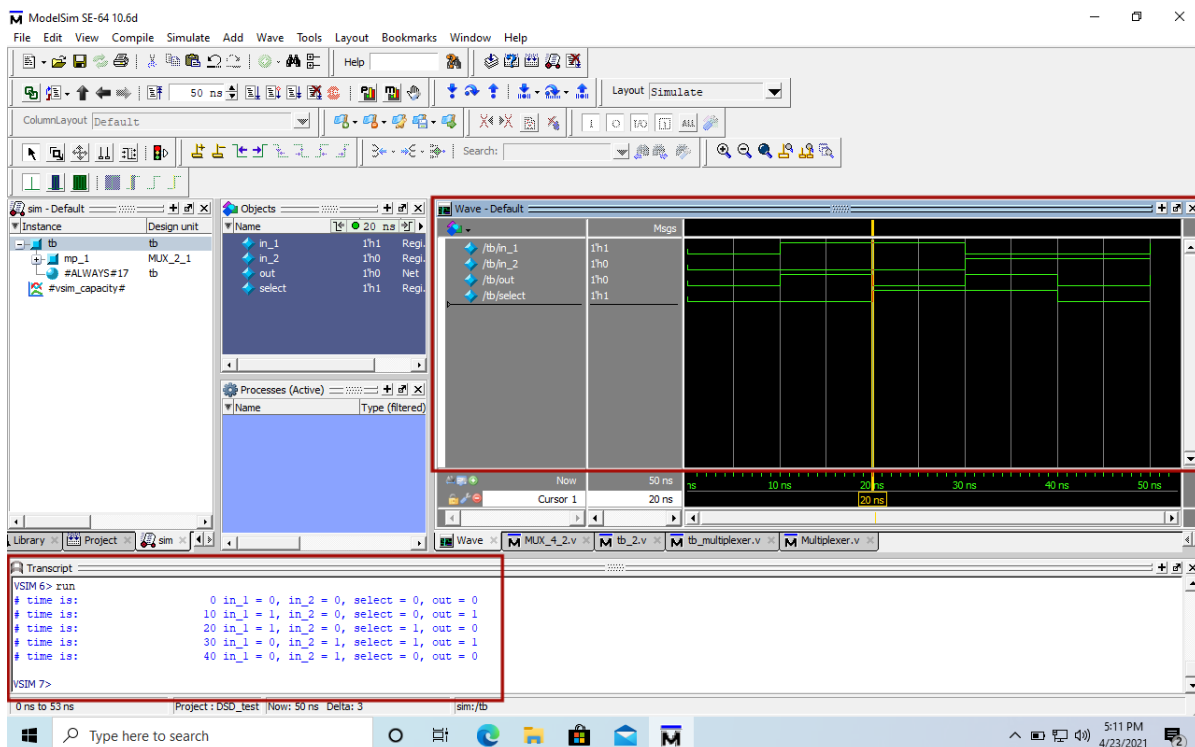 ModelSim SE-64 10.6d
File Edit View Compile Simulate Add Wave Tools Layout Bookmarks Window Help
Help
50 ns Layout Simulate
ColumnLayout Default
Search:
sim - Default
Instance Design unit
tb tb
mp_1 MUX_2_1
#ALWAYS#17 tb
#vsim_capacity#
Objects
Name 20 ns
in_1 1'h1 Regi...
in_2 1'h0 Regi...
out 1'h0 Net
select 1'h1 Regi...
Processes (Active)
Name Type (filtered)
Wave - Default
Msgs
/tb/in_1 1'h1
/tb/in_2 1'h0
/tb/out 1'h0
/tb/select 1'h1
Now 50 ns
Cursor 1 20 ns
ns 10 ns 20 ns 30 ns 40 ns 50 ns
20 ns
Library Project sim
Wave MUX_4_2.v tb_2.v tb_multiplexer.v Multiplexer.v
Transcript
VSIM 6> run
# time is: 0 in_1 = 0, in_2 = 0, select = 0, out = 0
# time is: 10 in_1 = 1, in_2 = 0, select = 0, out = 1
# time is: 20 in_1 = 1, in_2 = 0, select = 1, out = 0
# time is: 30 in_1 = 0, in_2 = 1, select = 1, out = 1
# time is: 40 in_1 = 0, in_2 = 1, select = 0, out = 0
VSIM 7>
0 ns to 53 ns Project : DSD_test Now: 50 ns Delta: 3 sim:/tb
Type here to search
5:11 PM
4/23/2021